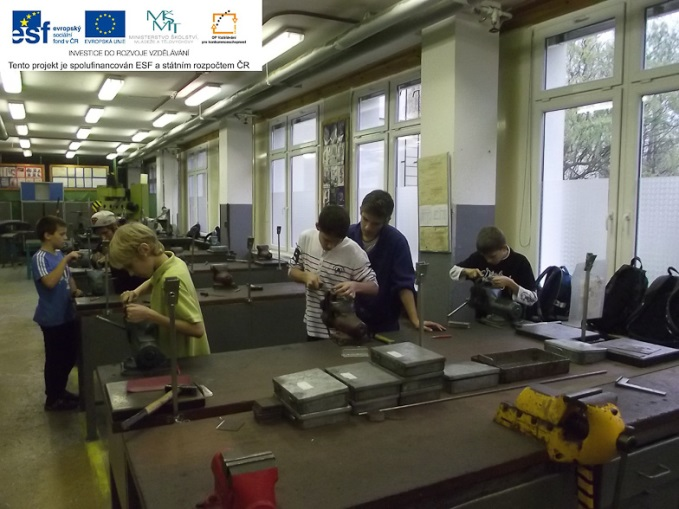 esf
evropský
sociální
fond v ČR
EVROPSKÁ UNIE
MINISTERSTVO ŠKOLSTVÍ,
MLÁDEŽE A TĚLOVÝCHOVY
OP Vzdělávání
pro konkurenceschopnost
INVESTICE DO ROZVOJE VZDĚLÁVÁNÍ
Tento projekt je spolufinancován ESF a státním rozpočtem ČR